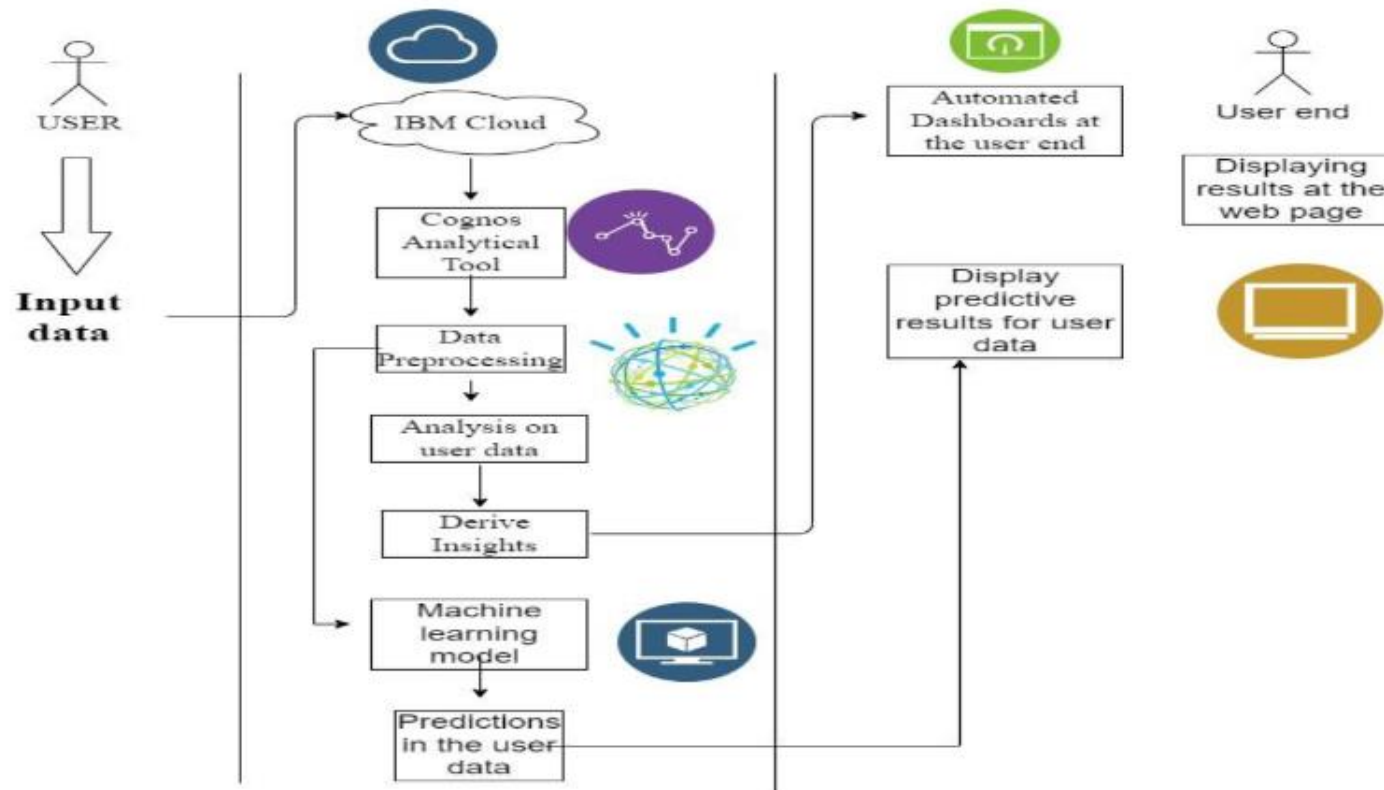 USER
Input
data
IBM Cloud
Cognos
Analytical
Tool
Data
Preprocessing
Analysis on
user data
Derive
Insights
Machine
learning
model
Predictions
in the user
data
Automated
Dashboards at
the user end
Display
predictive
results for user
data
User end
Displaying
results at the
web page